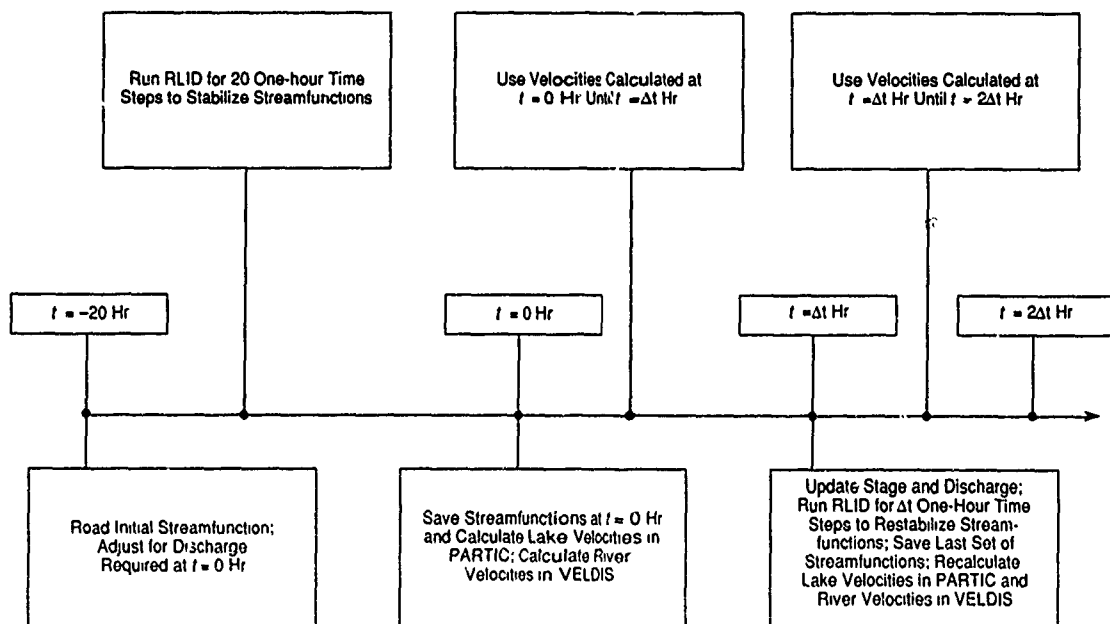 Run RLID for 20 One-hour Time
Steps to Stabilize Streamfunctions
Use Velocities Calculated at
t = 0 Hr Until t = Δt Hr
Use Velocities Calculated at
t = Δt Hr Until t = 2Δt Hr
t = −20 Hr
t = 0 Hr
t = Δt Hr
t = 2Δt Hr
Road Initial Streamfunction;
Adjust for Discharge
Required at t = 0 Hr
Save Streamfunctions at t = 0 Hr
and Calculate Lake Velocities in
PARTIC; Calculate River
Velocities in VELDIS
Update Stage and Discharge;
Run RLID for Δt One-Hour Time
Steps to Restabilize Stream-
functions; Save Last Set of
Streamfunctions; Recalculate
Lake Velocities in PARTIC and
River Velocities in VELDIS